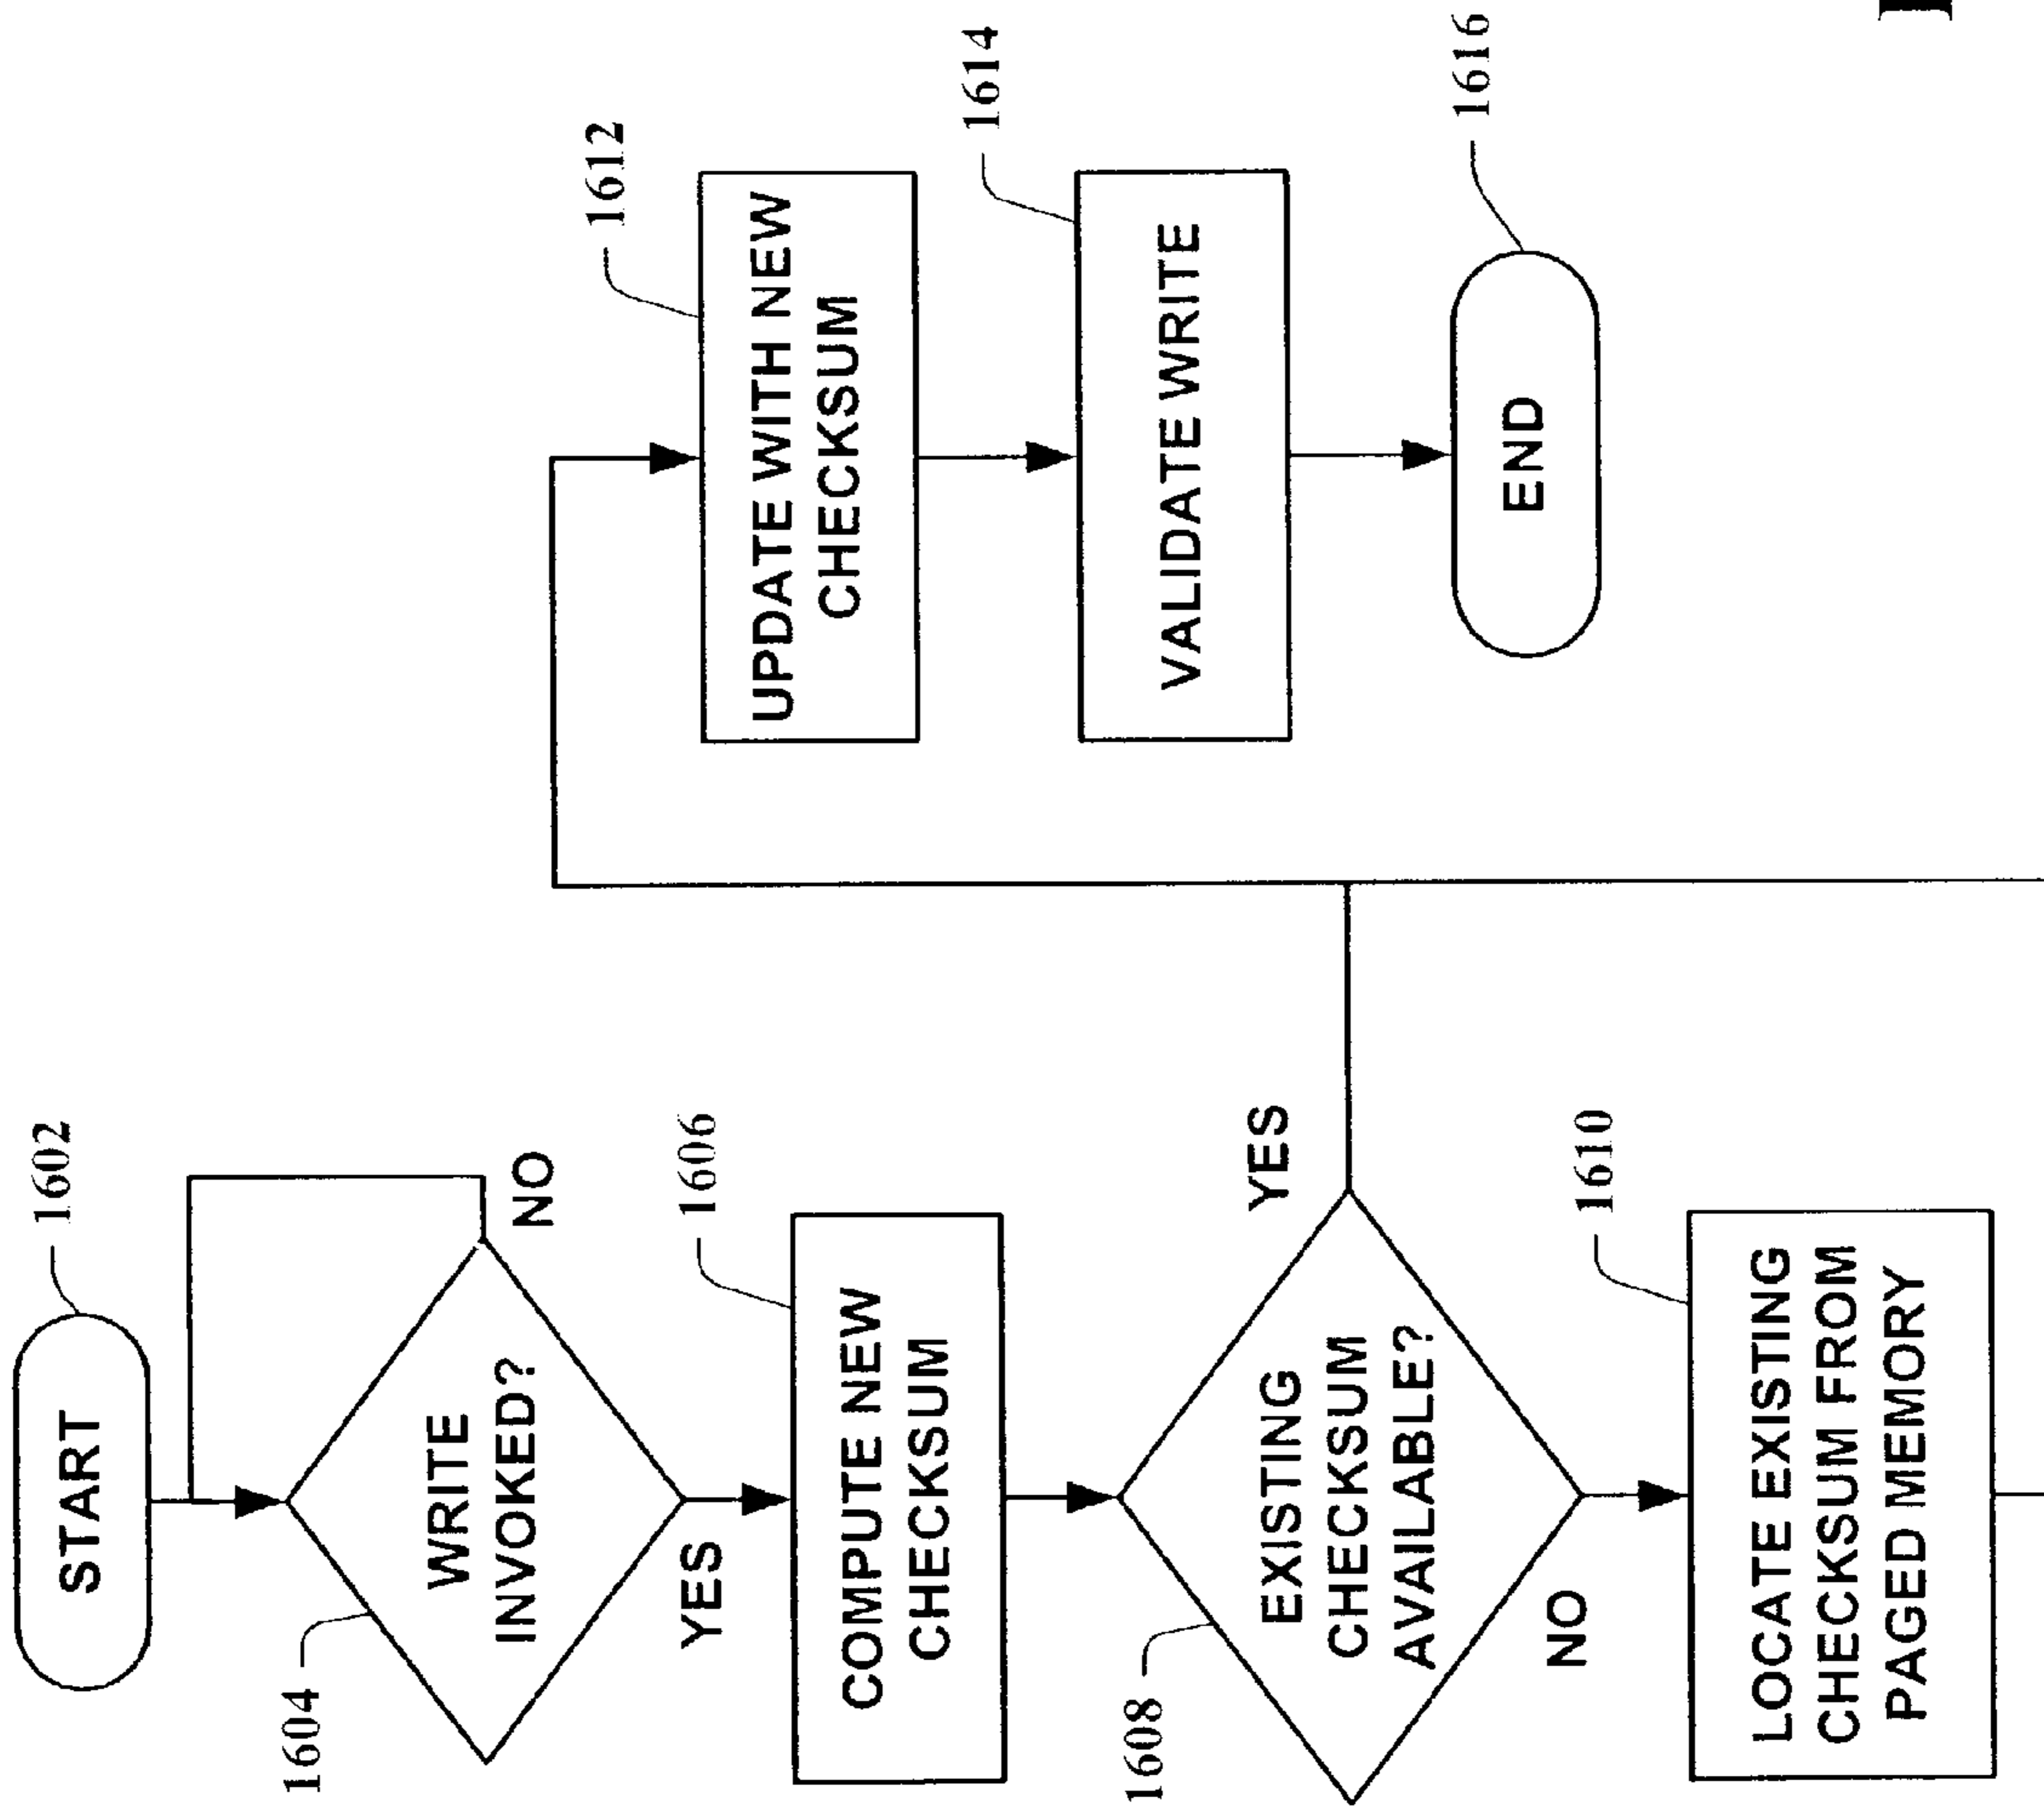 1602
START
1604
WRITE
INVOKED?
NO
YES
1606
COMPUTE NEW
CHECKSUM
1608
EXISTING
CHECKSUM
AVAILABLE?
YES
NO
1610
LOCATE EXISTING
CHECKSUM FROM
PAGED MEMORY
1612
UPDATE WITH NEW
CHECKSUM
1614
VALIDATE WRITE
1616
END